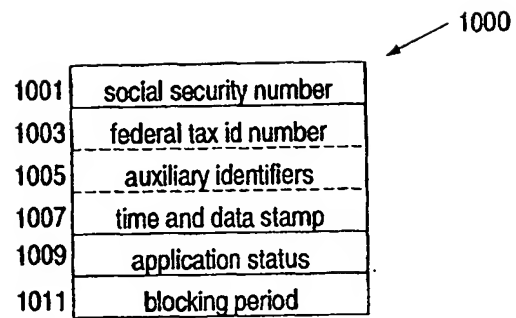 1000
1001 social security number
1003 federal tax id number
1005 auxiliary identifiers
1007 time and data stamp
1009 application status
1011 blocking period